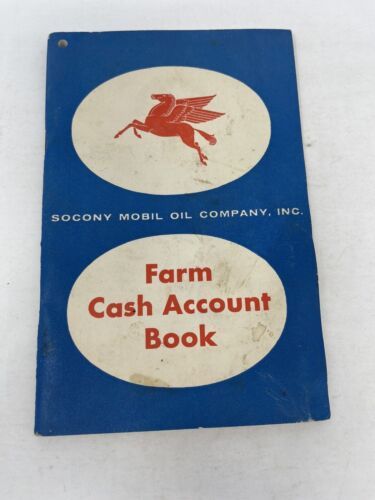 SOCONY MOBIL OIL COMPANY, INC.
Farm
Cash Account
Book